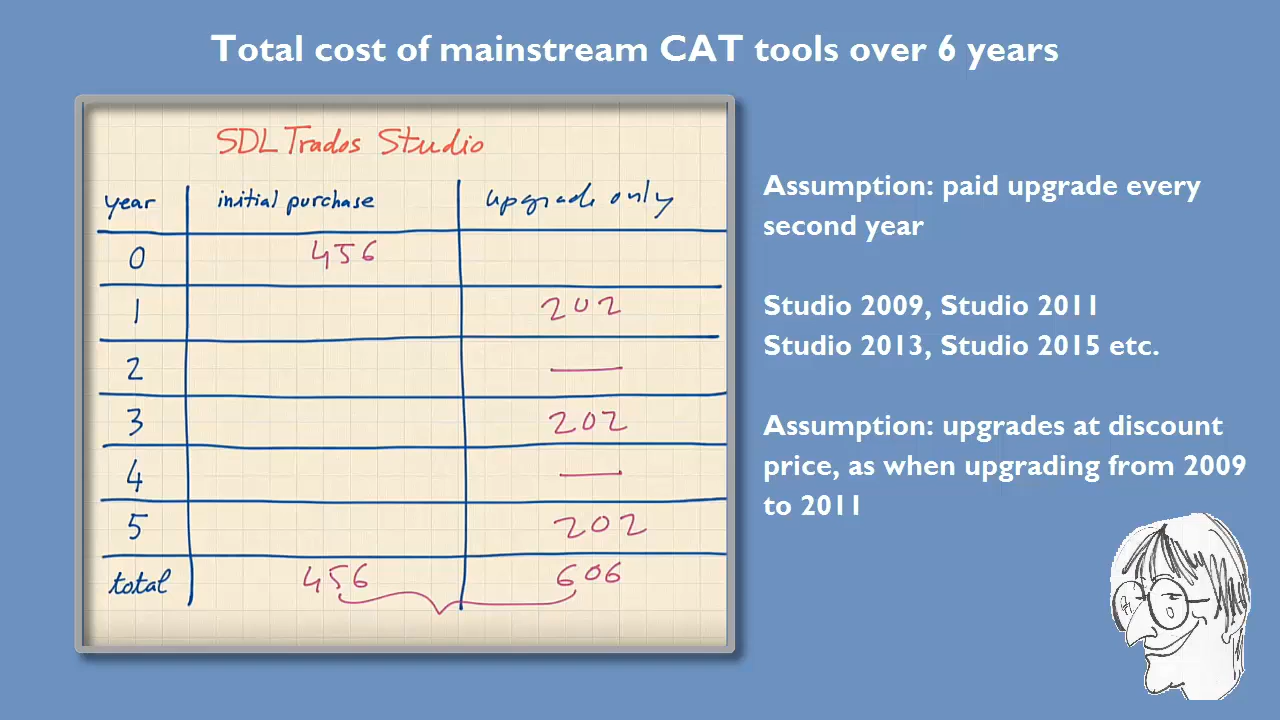 Total cost of mainstream CAT tools over 6 years
SDL Trados Studio
year initial purchase upgrade only
0 456
1 202
2 —
3 202
4 —
5 202
total 456 606
Assumption: paid upgrade every
second year
Studio 2009, Studio 2011
Studio 2013, Studio 2015 etc.
Assumption: upgrades at discount
price, as when upgrading from 2009
to 2011